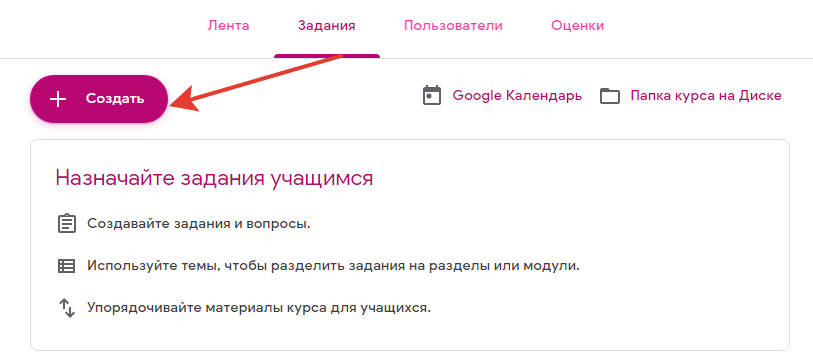 Лента Задания Пользователи Оценки
Создать Google Календарь Папка курса на Диске
Назначайте задания учащимся
Создавайте задания и вопросы.
Используйте темы, чтобы разделить задания на разделы или модули.
Упорядочивайте материалы курса для учащихся.